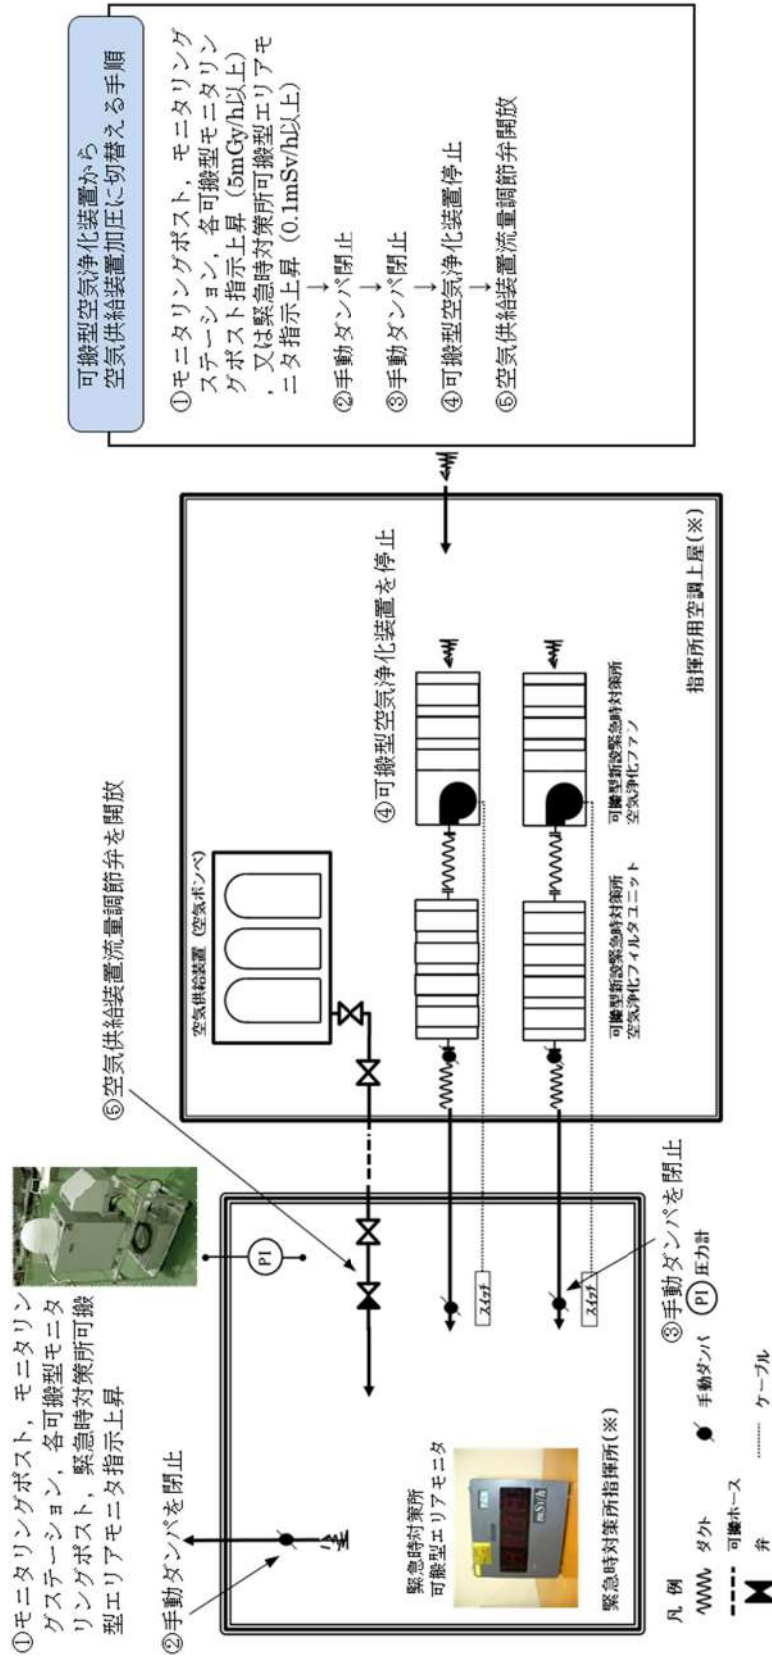 可搬型空気浄化装置から
空気供給装置加圧に切替える手順
①モニタリングポスト，モニタリング
ステーション，各可搬型モニタリン
グポスト指示上昇（5mGy/h以上）
，又は緊急時対策所可搬型エリアモ
ニタ指示上昇（0.1mSv/h以上）
↓
②手動ダンパ閉止
↓
③手動ダンパ閉止
↓
④可搬型空気浄化装置停止
↓
⑤空気供給装置流量調節弁開放
①モニタリングポスト，モニタリン
グステーション，各可搬型モニタ
リングポスト，緊急時対策所可搬
型エリアモニタ指示上昇
②手動ダンパを閉止
⑤空気供給装置流量調節弁を開放
PI
空気供給装置（空気ボンベ）
④可搬型空気浄化装置を停止
緊急時対策所
可搬型エリアモニタ
mSv/h
緊急時対策所指揮所(※)
スイッチ
スイッチ
③手動ダンパを閉止
可搬型新設緊急時対策所
空気浄化フィルタユニット
可搬型新設緊急時対策所
空気浄化ファン
指揮所用空調上屋(※)
凡例
ダクト
手動ダンパ
PI 圧力計
可搬ホース
ケーブル
弁